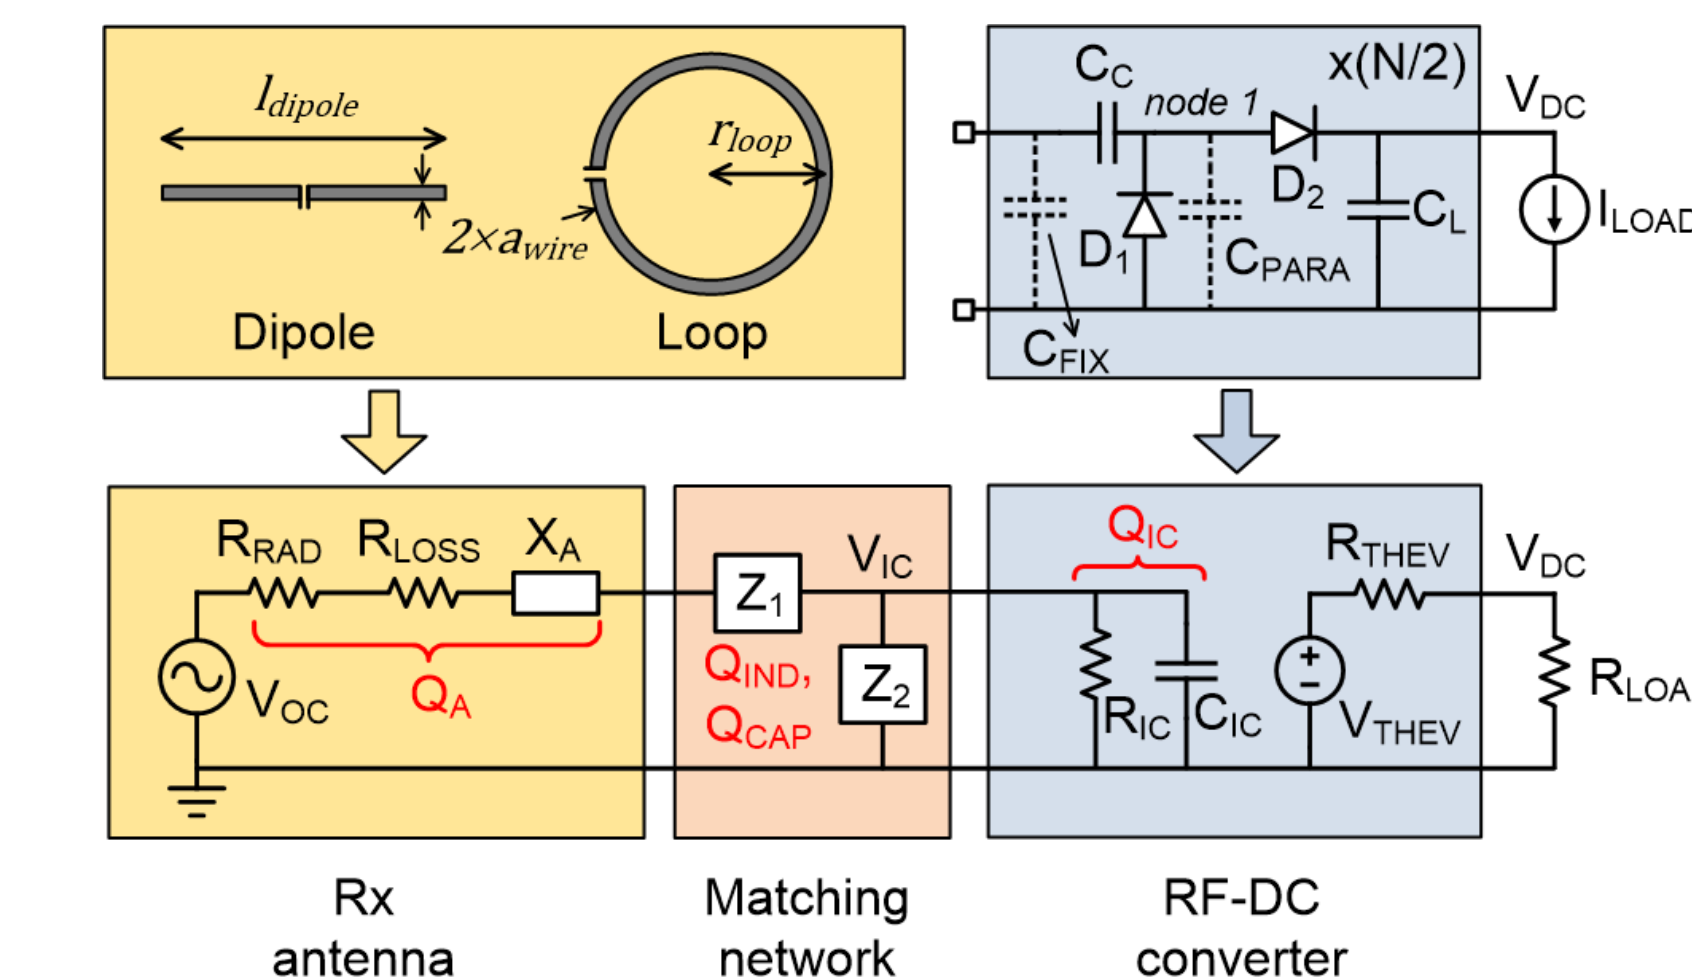 l_dipole
r_loop
2×a_wire
Dipole
Loop
C_C
node 1
x(N/2)
V_DC
D_1
D_2
C_PARA
C_L
I_LOAD
C_FIX
R_RAD
R_LOSS
X_A
Q_A
V_OC
Z_1
V_IC
Q_IND,
Q_CAP
Z_2
Q_IC
R_IC
C_IC
R_THEV
V_THEV
V_DC
R_LOA
Rx
antenna
Matching
network
RF-DC
converter